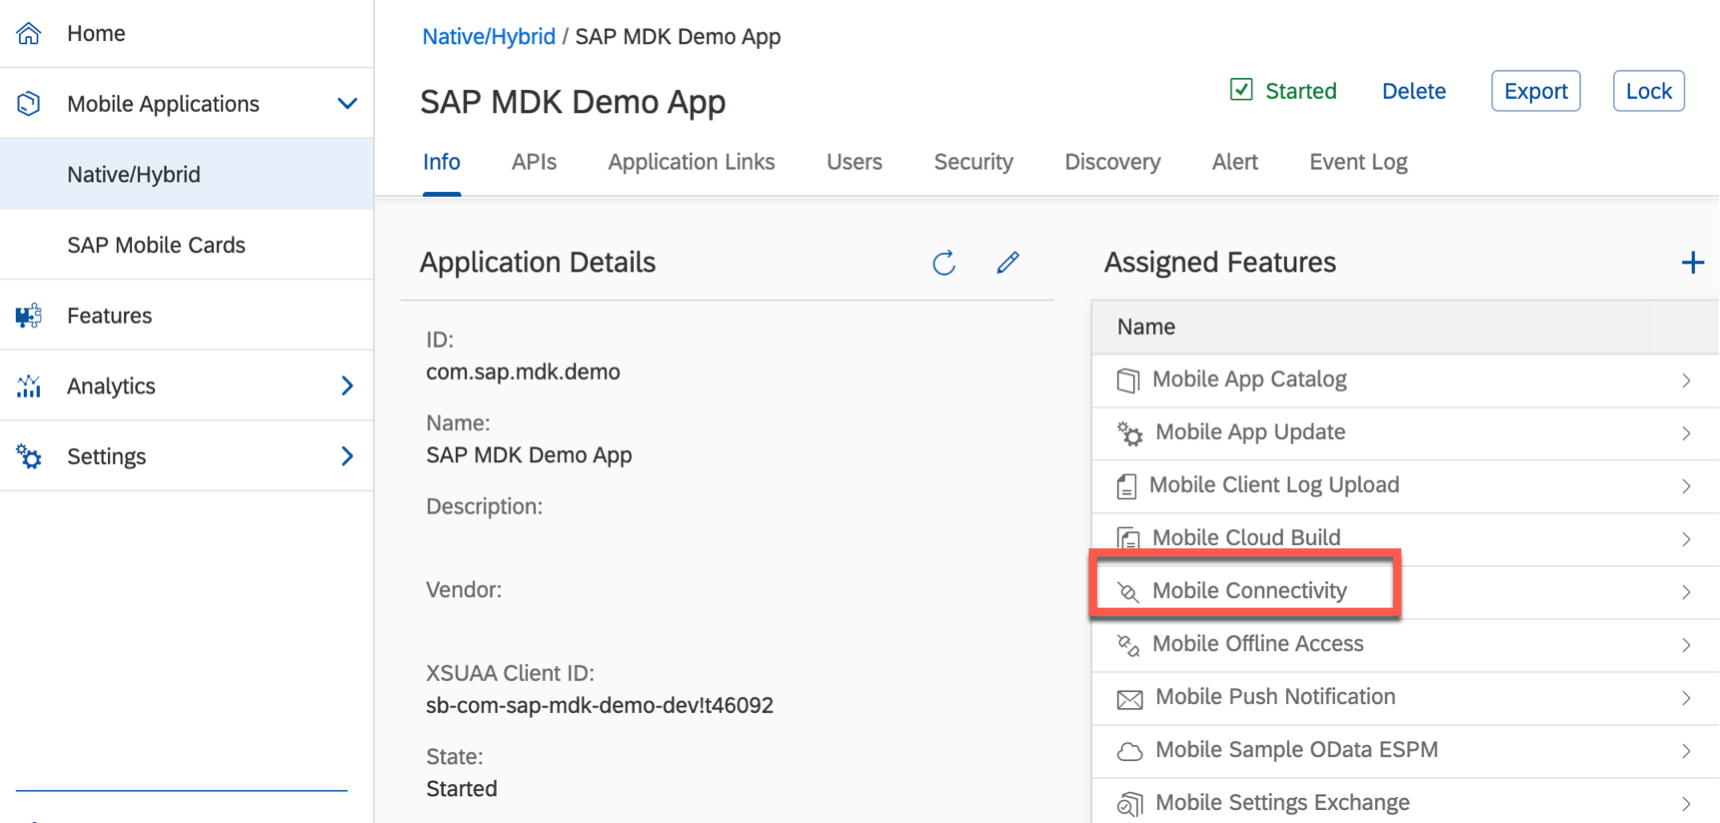 Home
Mobile Applications
Native/Hybrid
SAP Mobile Cards
Features
Analytics
Settings
Native/Hybrid / SAP MDK Demo App
SAP MDK Demo App
Started
Delete
Export
Lock
Info
APIs
Application Links
Users
Security
Discovery
Alert
Event Log
Application Details
ID:
com.sap.mdk.demo
Name:
SAP MDK Demo App
Description:
Vendor:
XSUAA Client ID:
sb-com-sap-mdk-demo-dev!t46092
State:
Started
Assigned Features
Name
Mobile App Catalog
Mobile App Update
Mobile Client Log Upload
Mobile Cloud Build
Mobile Connectivity
Mobile Offline Access
Mobile Push Notification
Mobile Sample OData ESPM
Mobile Settings Exchange